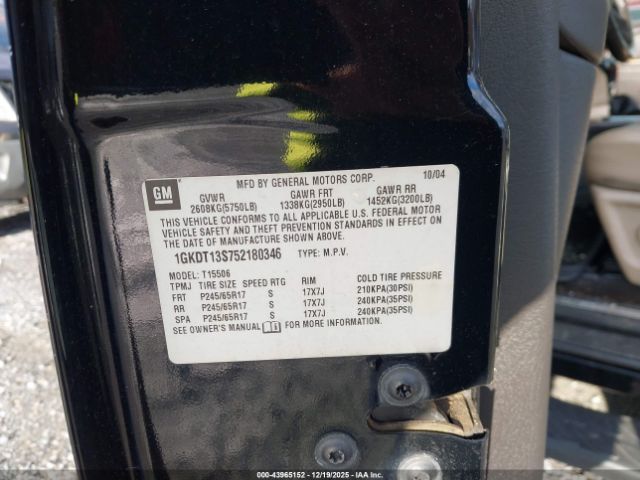 GM
MFD BY GENERAL MOTORS CORP. 10/04
GVWR GAWR FRT GAWR RR
2608KG(5750LB) 1338KG(2950LB) 1452KG(3200LB)
THIS VEHICLE CONFORMS TO ALL APPLICABLE U.S. FEDERAL MOTOR
VEHICLE SAFETY AND THEFT PREVENTION STANDARDS IN EFFECT ON
THE DATE OF MANUFACTURE SHOWN ABOVE.
1GKDT13S752180346 TYPE: M.P.V.
MODEL: T15506
TPMJ TIRE SIZE SPEED RTG RIM COLD TIRE PRESSURE
FRT P245/65R17 S 17X7J 210KPA(30PSI)
RR P245/65R17 S 17X7J 240KPA(35PSI)
SPA P245/65R17 S 17X7J 240KPA(35PSI)
SEE OWNER'S MANUAL FOR MORE INFORMATION.
000-43965152 12/19/2025 Copart/IAA